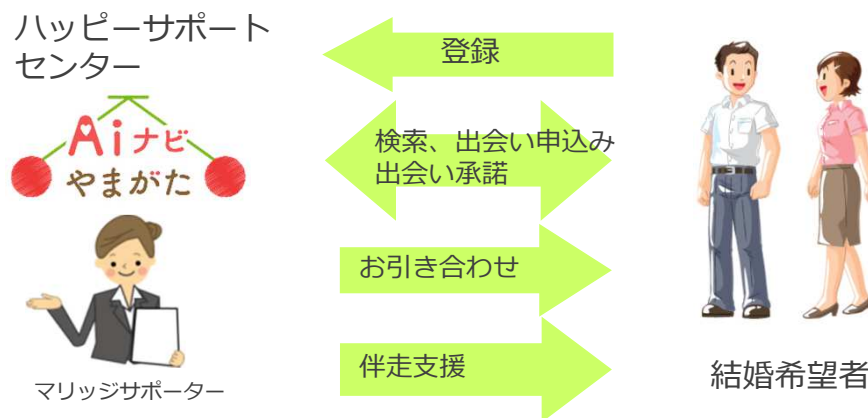 ハッピーサポート
センター
Aiナビ
やまがた
マリッジサポーター
登録
検索、出会い申込み
出会い承諾
お引き合わせ
伴走支援
結婚希望者